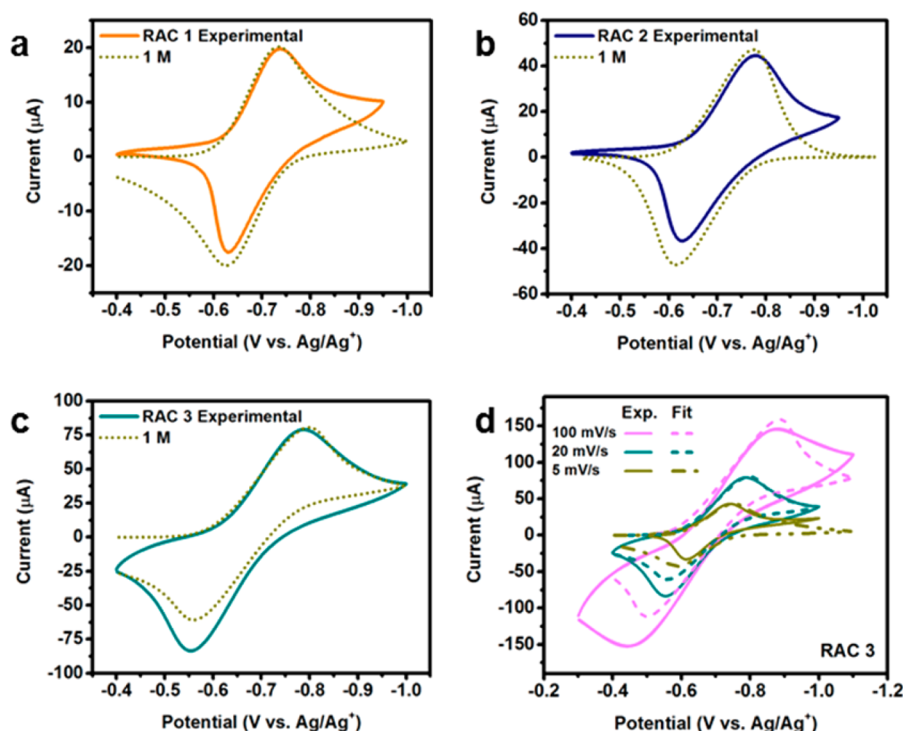 a
RAC 1 Experimental
1 M
20
10
0
-10
-20
Current (μA)
-0.4 -0.5 -0.6 -0.7 -0.8 -0.9 -1.0
Potential (V vs. Ag/Ag⁺)
b
RAC 2 Experimental
1 M
60
40
20
0
-20
-40
-60
Current (μA)
-0.4 -0.5 -0.6 -0.7 -0.8 -0.9 -1.0
Potential (V vs. Ag/Ag⁺)
c
RAC 3 Experimental
1 M
100
75
50
25
0
-25
-50
-75
-100
Current (μA)
-0.4 -0.5 -0.6 -0.7 -0.8 -0.9 -1.0
Potential (V vs. Ag/Ag⁺)
d
Exp. Fit
100 mV/s
20 mV/s
5 mV/s
150
100
50
0
-50
-100
-150
Current (μA)
RAC 3
-0.2 -0.4 -0.6 -0.8 -1.0 -1.2
Potential (V vs. Ag/Ag⁺)